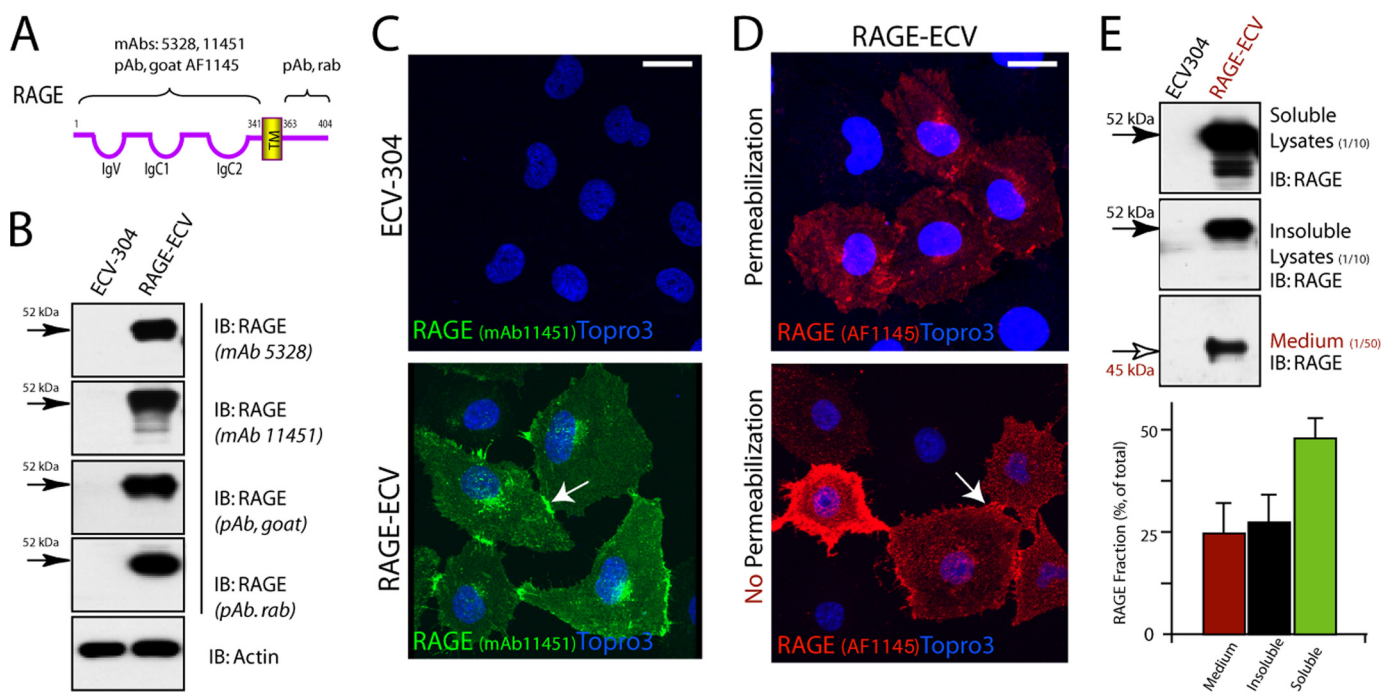 A
mAbs: 5328, 11451
pAb, goat AF1145
pAb, rab
RAGE
1
341
363
404
TM
IgV
IgC1
IgC2
B
ECV-304
RAGE-ECV
52 kDa
IB: RAGE
(mAb 5328)
52 kDa
IB: RAGE
(mAb 11451)
52 kDa
IB: RAGE
(pAb, goat)
52 kDa
IB: RAGE
(pAb. rab)
IB: Actin
C
ECV-304
RAGE (mAb11451) Topro3
RAGE-ECV
RAGE (mAb11451) Topro3
D
RAGE-ECV
Permeabilization
RAGE (AF1145) Topro3
No Permeabilization
RAGE (AF1145) Topro3
E
ECV304
RAGE-ECV
52 kDa
Soluble
Lysates (1/10)
IB: RAGE
52 kDa
Insoluble
Lysates (1/10)
IB: RAGE
45 kDa
Medium (1/50)
IB: RAGE
RAGE Fraction (%, of total)
50
25
0
Medium
Insoluble
Soluble